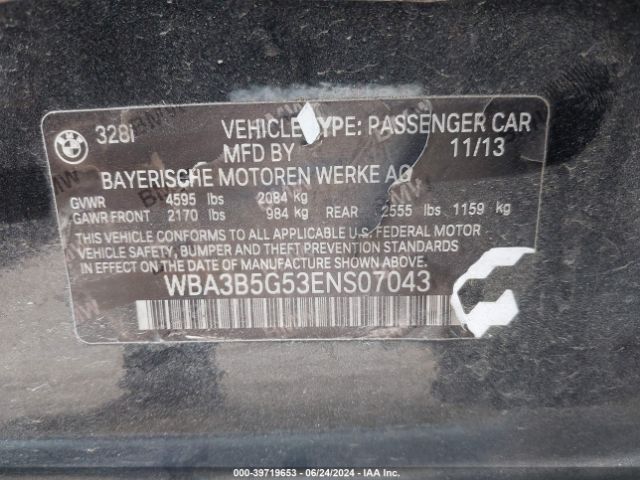 BMW 328i VEHICLE TYPE: PASSENGER CAR
MFD BY 11/13
BAYERISCHE MOTOREN WERKE AG
GVWR 4595 lbs 2084 kg
GAWR FRONT 2170 lbs 984 kg REAR 2555 lbs 1159 kg
THIS VEHICLE CONFORMS TO ALL APPLICABLE U.S. FEDERAL MOTOR
VEHICLE SAFETY, BUMPER AND THEFT PREVENTION STANDARDS
IN EFFECT ON THE DATE OF MANUFACTURE SHOWN ABOVE.
WBA3B5G53ENS07043
000-39719653 - 06/24/2024 - IAA Inc.